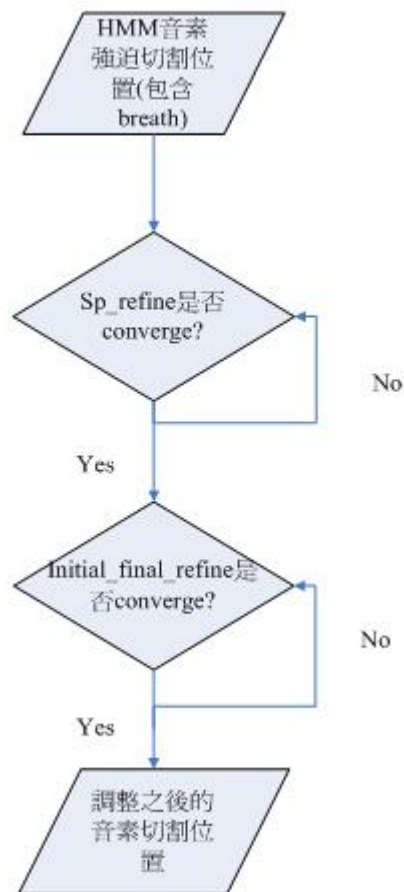 HMM音素
強迫切割位
置(包含
breath)
Sp_refine是否
converge?
No
Yes
Initial_final_refine是
否converge?
No
Yes
調整之後的
音素切割位
置